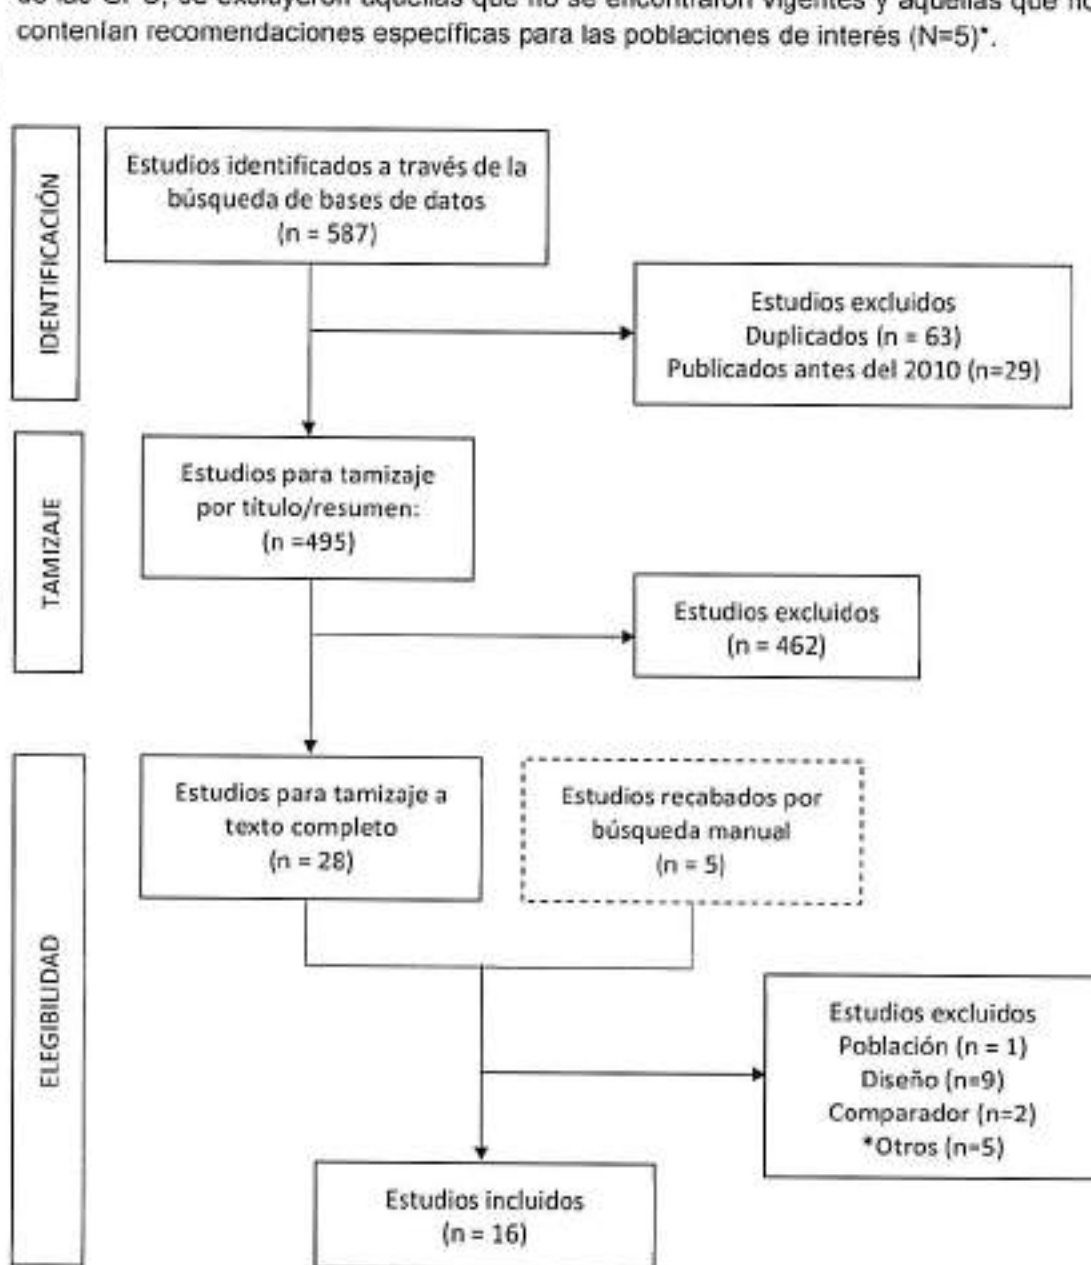 contenían recomendaciones específicas para las poblaciones de interés (N=5)*.
IDENTIFICACIÓN
Estudios identificados a través de la
búsqueda de bases de datos
(n = 587)
Estudios excluidos
Duplicados (n = 63)
Publicados antes del 2010 (n=29)
TAMIZAJE
Estudios para tamizaje
por título/resumen:
(n =495)
Estudios excluidos
(n = 462)
ELEGIBILIDAD
Estudios para tamizaje a
texto completo
(n = 28)
Estudios recabados por
búsqueda manual
(n = 5)
Estudios excluidos
Población (n = 1)
Diseño (n=9)
Comparador (n=2)
*Otros (n=5)
Estudios incluidos
(n = 16)